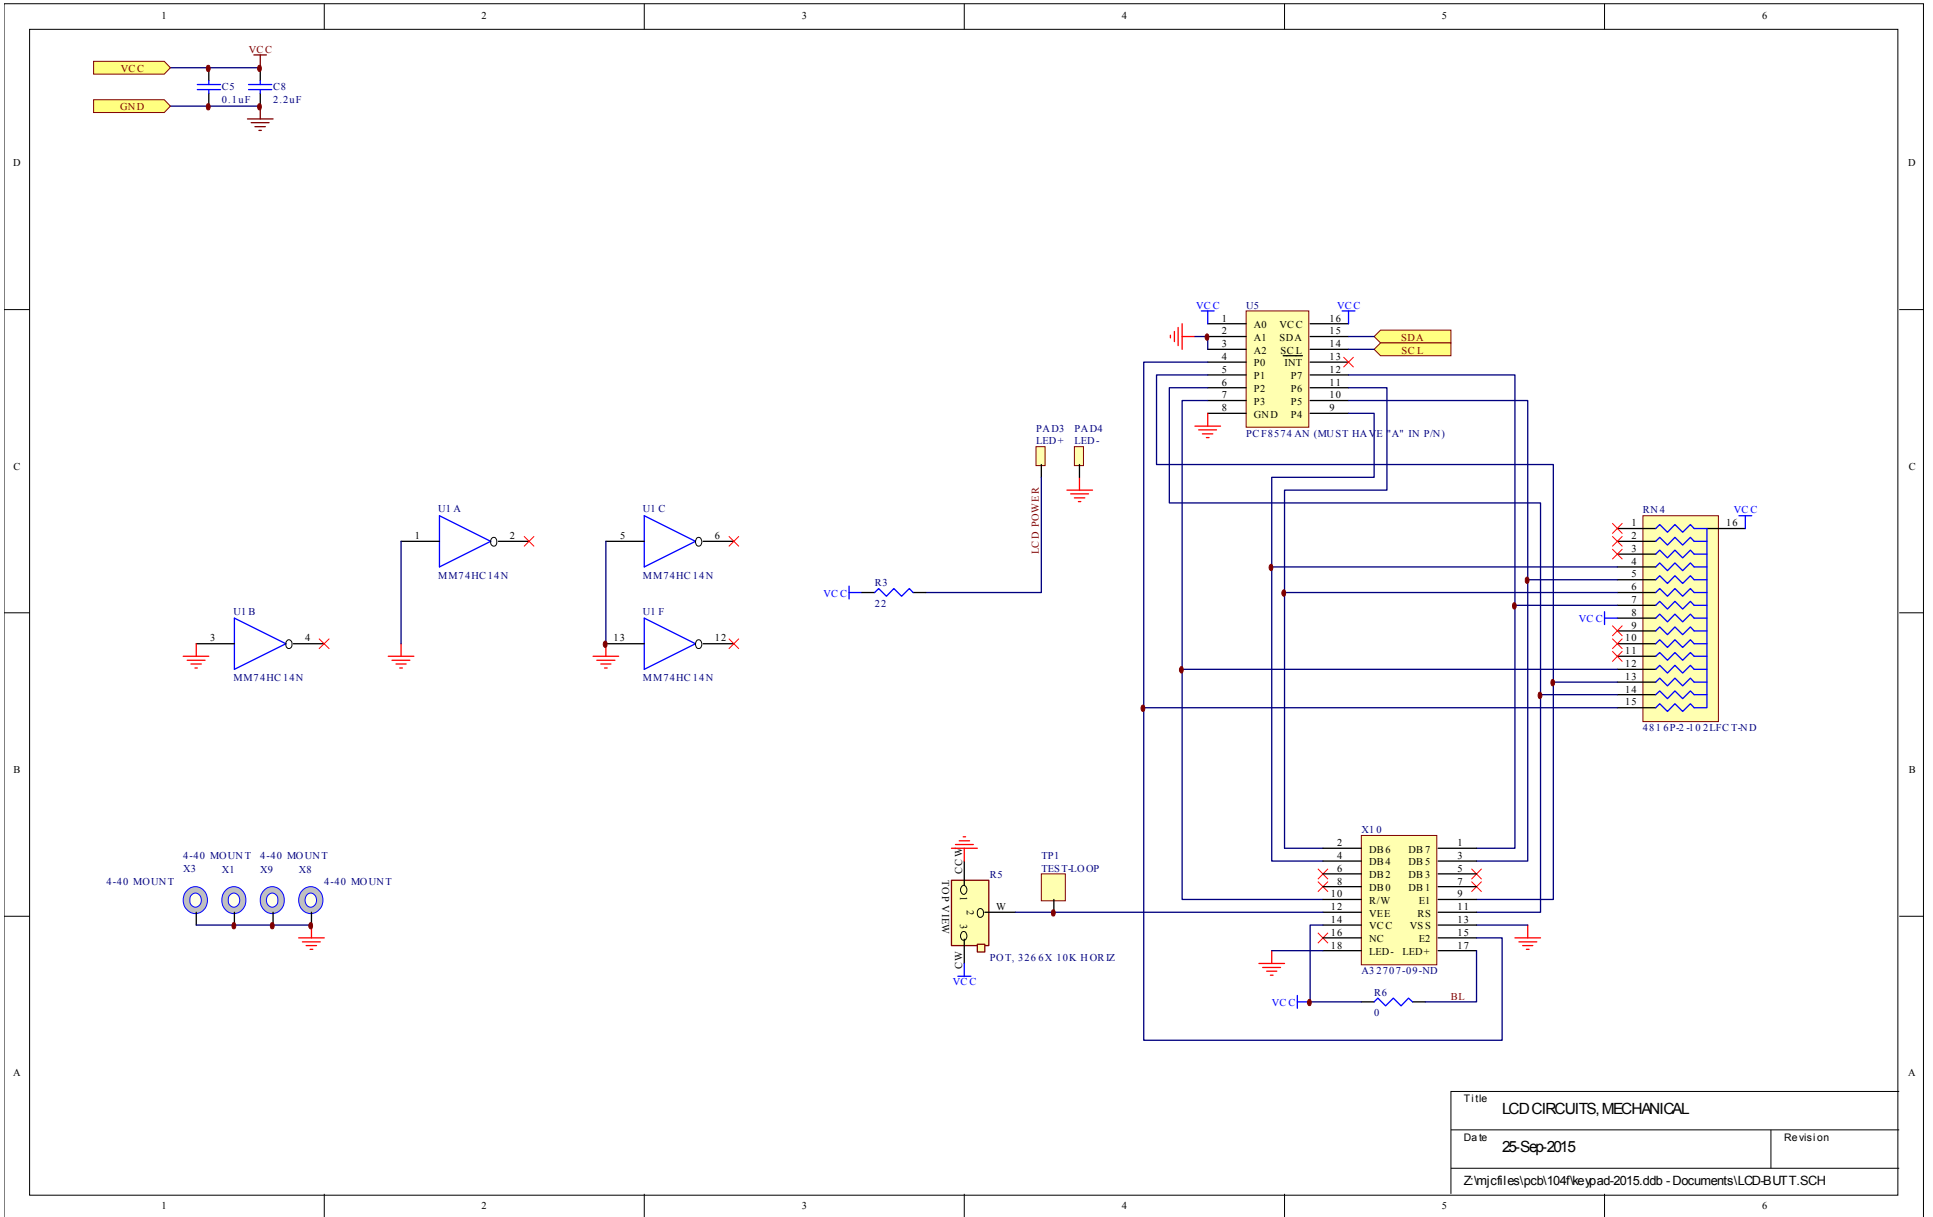 1 2 3 4 5 6
D D
C C
B B
A A
VCC
VCC
GND
C5
0.1uF
C8
2.2uF
U1A
1 2
MM74HC14N
U1B
3 4
MM74HC14N
U1C
5 6
MM74HC14N
U1F
13 12
MM74HC14N
4-40 MOUNT 4-40 MOUNT
X3 X1 X9 X8
4-40 MOUNT 4-40 MOUNT
PAD3 PAD4
LED+ LED-
LCD POWER
VCC
R3
22
VCC U5 VCC
1 A0 VCC 16
2 A1 SDA 15
3 A2 SCL 14
4 P0 INT 13
5 P1 P7 12
6 P2 P6 11
7 P3 P5 10
8 GND P4 9
PCF8574AN (MUST HAVE "A" IN P/N)
SDA
SCL
RN4
VCC
16
1
2
3
4
5
6
7
VCC 8
9
10
11
12
13
14
15
4816P-2-102LFCT-ND
CCW
TOP VIEW
R5
1
2
3
W
CW
VCC
POT, 3266X 10K HORIZ
TP1
TEST-LOOP
X10
2 DB6 DB7 1
4 DB4 DB5 3
6 DB2 DB3 5
8 DB0 DB1 7
10 R/W E1 9
12 VEE RS 11
14 VCC VSS 13
16 NC E2 15
18 LED- LED+ 17
A32707-09-ND
VCC
R6
0
BL
Title LCD CIRCUITS, MECHANICAL
Date 25-Sep-2015 Revision
Z:\mjcfiles\pcb\104f\keypad-2015.ddb - Documents\LCD-BUTT.SCH
1 2 3 4 5 6